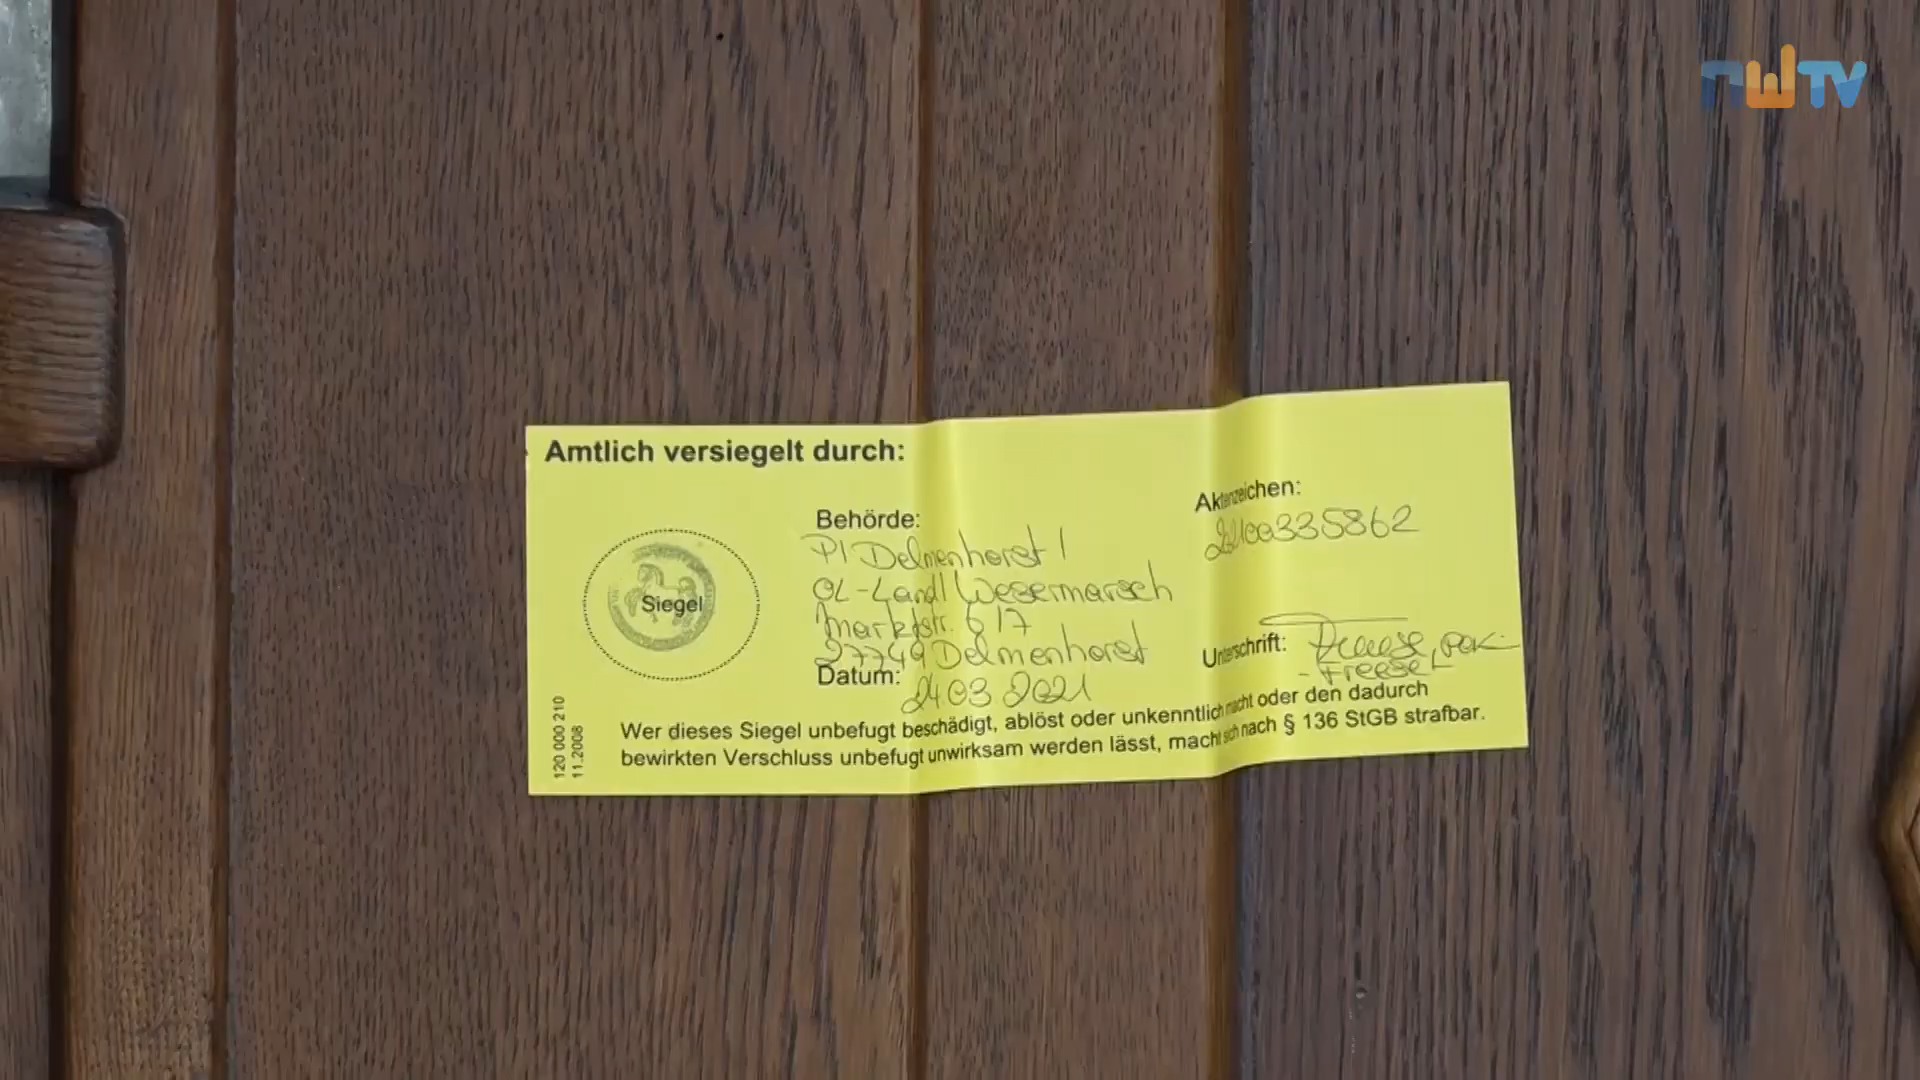 nwTV
Amtlich versiegelt durch:
Behörde:
PI Delmenhorst /
OL-Land / Wesermarsch
Marktstr. 6/7
27749 Delmenhorst
Datum:
24 03 2021
Aktenzeichen:
Unterschrift:
- Freese -
Siegel
Wer dieses Siegel unbefugt beschädigt, ablöst oder unkenntlich macht oder den dadurch
bewirkten Verschluss unbefugt unwirksam werden lässt, macht sich nach § 136 StGB strafbar.
120 000 210
11.2008